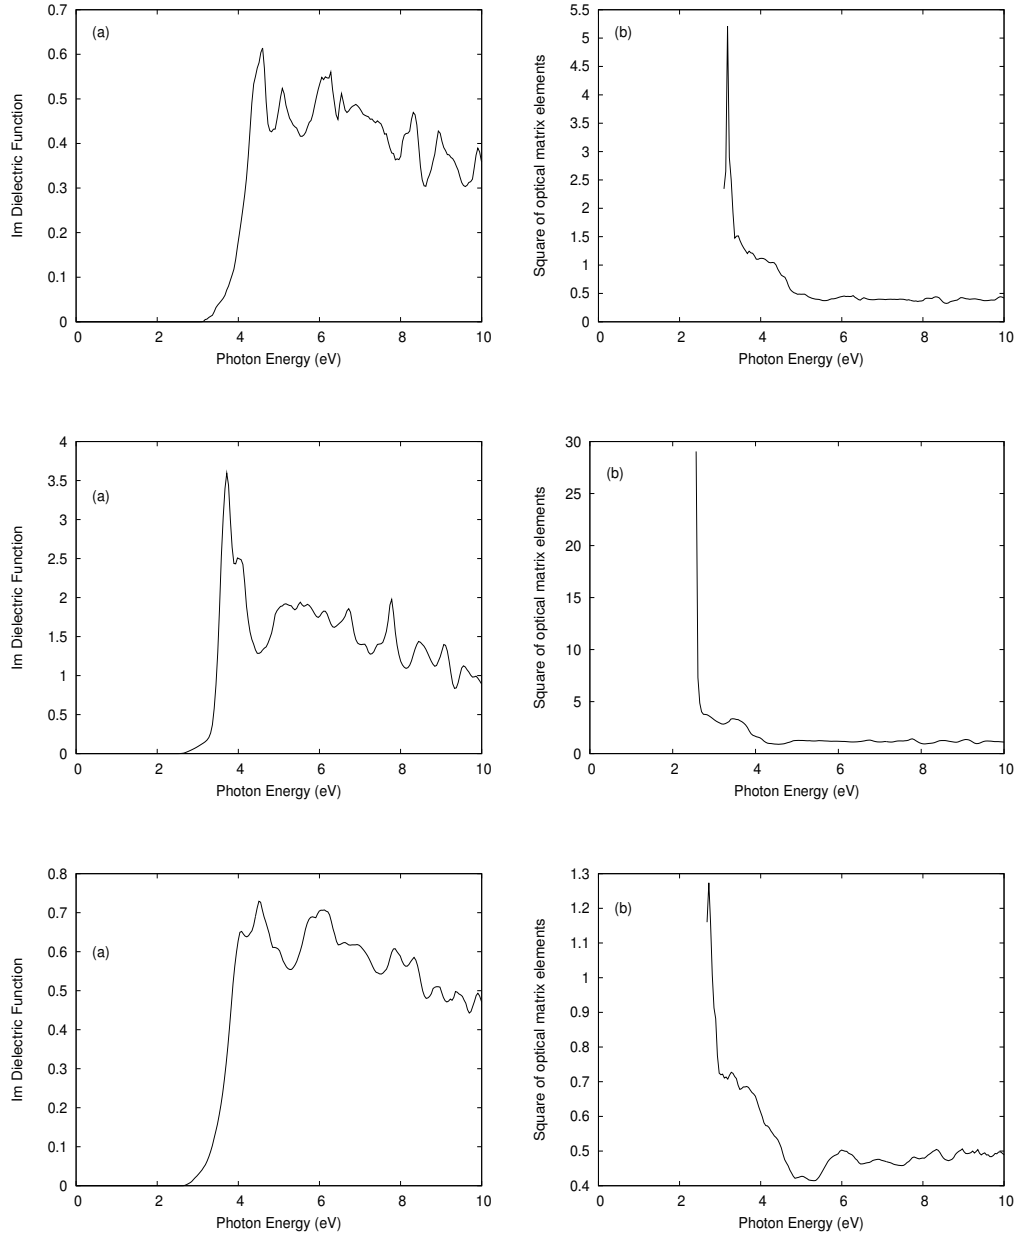 0.7
0.6
0.5
0.4
0.3
0.2
0.1
0
0 2 4 6 8 10
Im Dielectric Function
Photon Energy (eV)
(a)
5.5
5
4.5
4
3.5
3
2.5
2
1.5
1
0.5
0
0 2 4 6 8 10
Square of optical matrix elements
Photon Energy (eV)
(b)
4
3.5
3
2.5
2
1.5
1
0.5
0
0 2 4 6 8 10
Im Dielectric Function
Photon Energy (eV)
(a)
30
25
20
15
10
5
0
0 2 4 6 8 10
Square of optical matrix elements
Photon Energy (eV)
(b)
0.8
0.7
0.6
0.5
0.4
0.3
0.2
0.1
0
0 2 4 6 8 10
Im Dielectric Function
Photon Energy (eV)
(a)
1.3
1.2
1.1
1
0.9
0.8
0.7
0.6
0.5
0.4
0 2 4 6 8 10
Square of optical matrix elements
Photon Energy (eV)
(b)